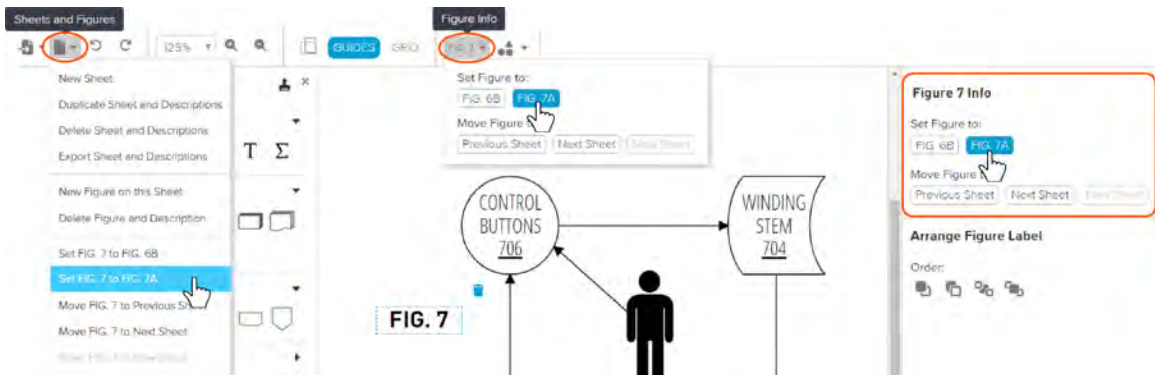 Sheets and Figures
Figure Info
125%
GUIDES
GRID
FIG. 7
New Sheet
Duplicate Sheet and Descriptions
Delete Sheet and Descriptions
Export Sheet and Descriptions
New Figure on this Sheet
Delete Figure and Description
Set FIG. 7 to FIG. 6B
Set FIG. 7 to FIG. 7A
Move FIG. 7 to Previous Sheet
Move FIG. 7 to Next Sheet
T Σ
Set Figure to:
FIG. 6B FIG. 7A
Move Figure
Previous Sheet Next Sheet New Sheet
CONTROL
BUTTONS
706
WINDING
STEM
704
FIG. 7
Figure 7 Info
Set Figure to:
FIG. 6B FIG. 7A
Move Figure
Previous Sheet Next Sheet
Arrange Figure Label
Order: